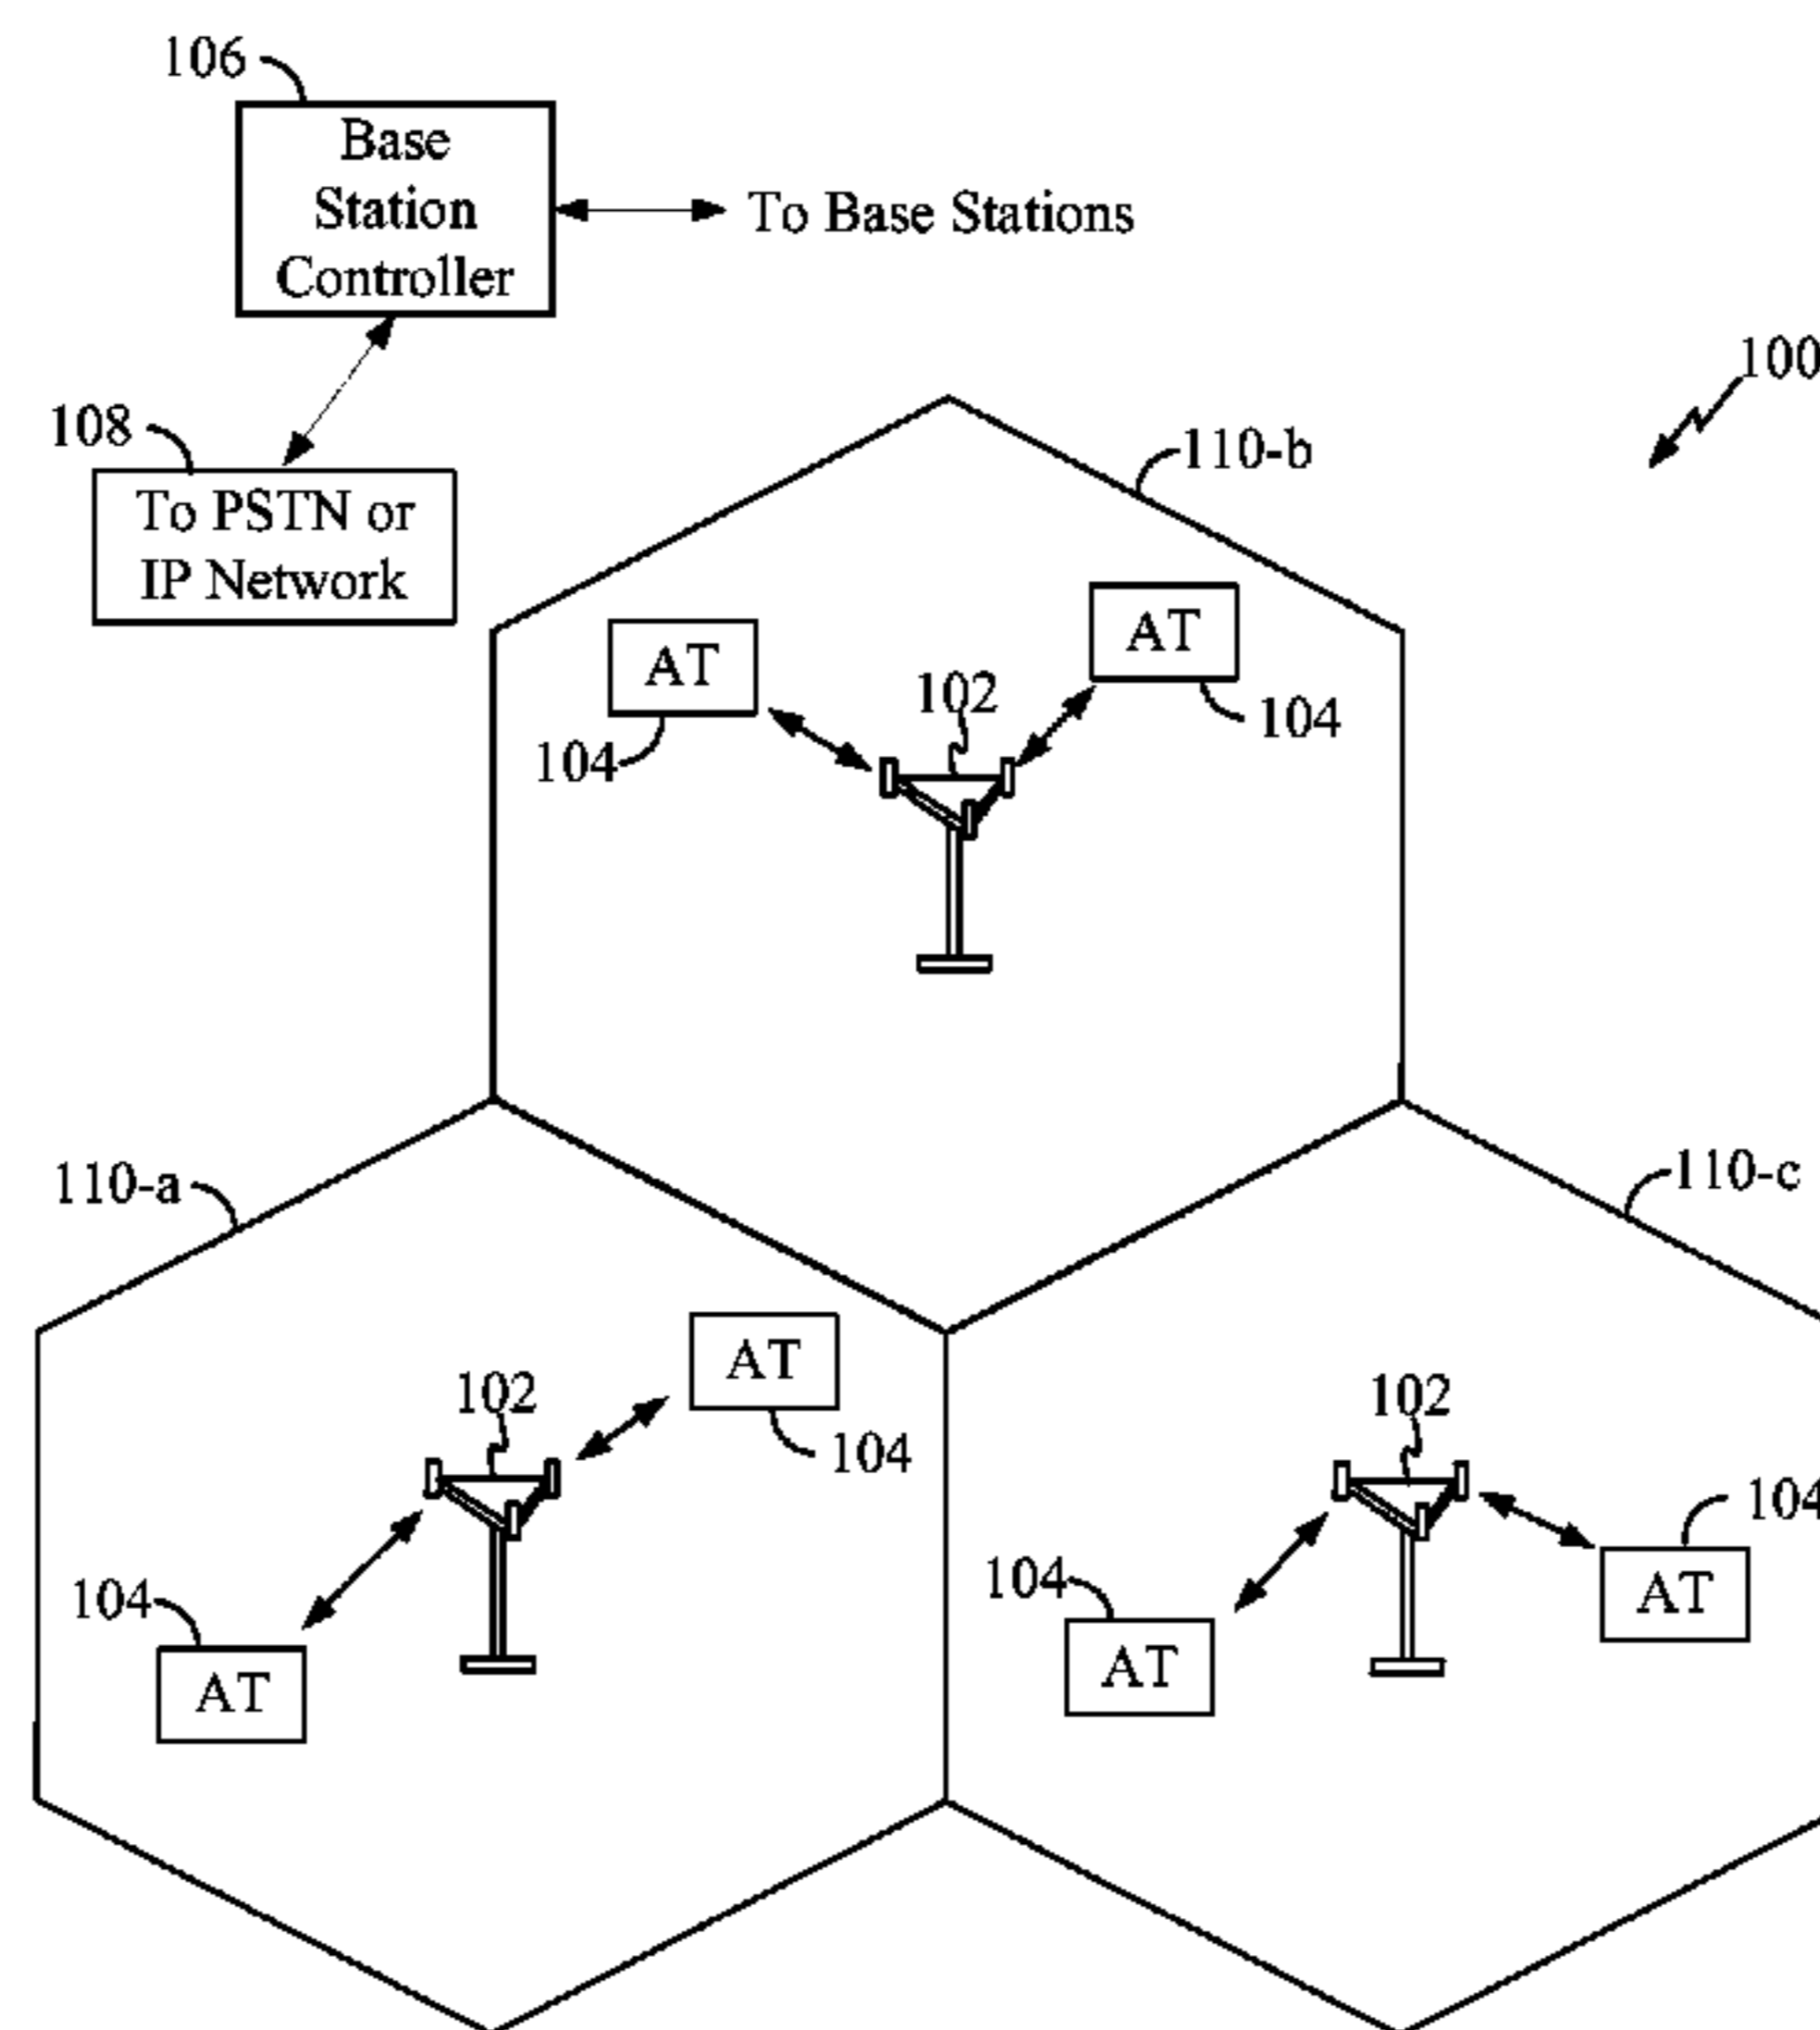 106
Base
Station
Controller
To Base Stations
100
108
To PSTN or
IP Network
110-b
AT
AT
102
104
104
110-a
110-c
AT
102
104
AT
102
104
104
AT
104
AT
AT